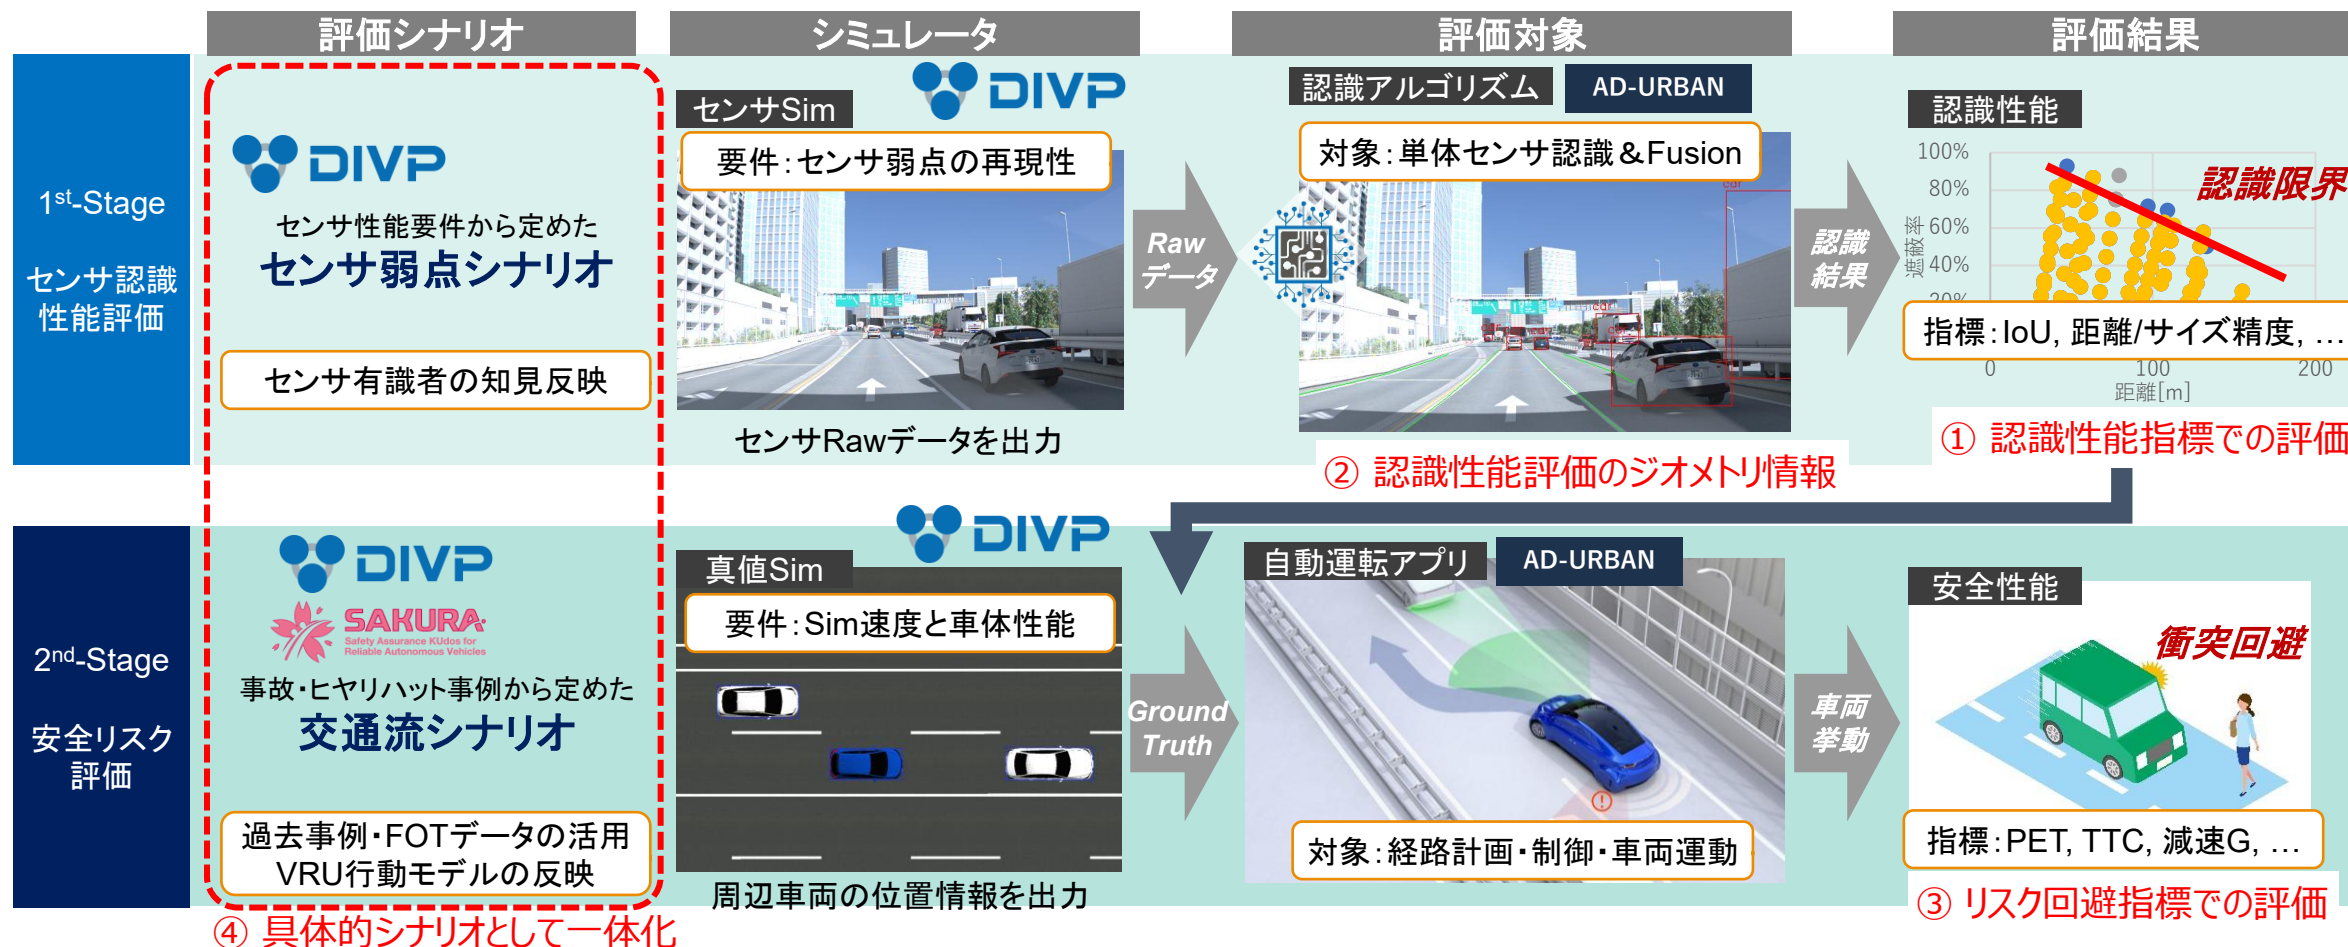 評価シナリオ
シミュレータ
評価対象
評価結果
1st-Stage
センサ認識
性能評価
DIVP
センサ性能要件から定めた
センサ弱点シナリオ
センサ有識者の知見反映
DIVP
センサSim
要件：センサ弱点の再現性
センサRawデータを出力
Raw
データ
認識アルゴリズム
AD-URBAN
対象：単体センサ認識＆Fusion
car
car
car
② 認識性能評価のジオメトリ情報
認識
結果
認識性能
認識限界
100%
80%
60%
40%
20%
遮蔽率
指標：IoU, 距離/サイズ精度, …
0
100
200
距離[m]
① 認識性能指標での評価
2nd-Stage
安全リスク
評価
DIVP
SAKURA
Safety Assurance KUdos for
Reliable Autonomous Vehicles
事故・ヒヤリハット事例から定めた
交通流シナリオ
過去事例・FOTデータの活用
VRU行動モデルの反映
④ 具体的シナリオとして一体化
DIVP
真値Sim
要件：Sim速度と車体性能
周辺車両の位置情報を出力
Ground
Truth
自動運転アプリ
AD-URBAN
対象：経路計画・制御・車両運動
車両
挙動
安全性能
衝突回避
指標：PET, TTC, 減速G, …
③ リスク回避指標での評価